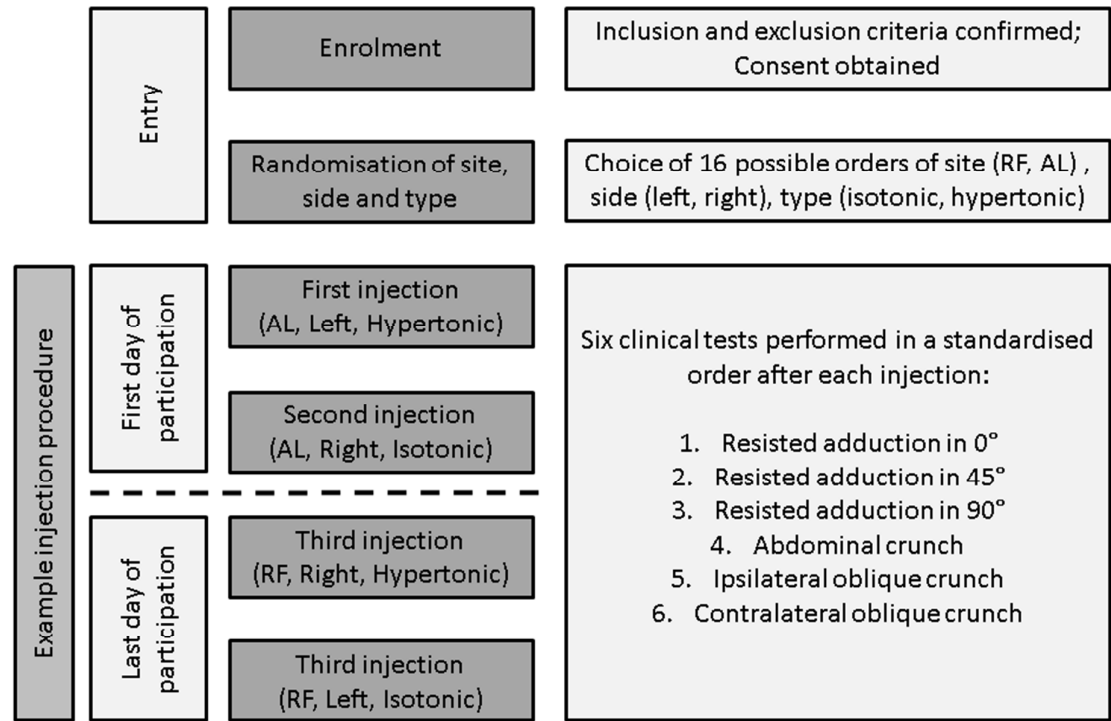 Entry
Enrolment
Inclusion and exclusion criteria confirmed;
Consent obtained
Randomisation of site,
side and type
Choice of 16 possible orders of site (RF, AL) ,
side (left, right), type (isotonic, hypertonic)
Example injection procedure
First day of
participation
First injection
(AL, Left, Hypertonic)
Second injection
(AL, Right, Isotonic)
Last day of
participation
Third injection
(RF, Right, Hypertonic)
Third injection
(RF, Left, Isotonic)
Six clinical tests performed in a standardised
order after each injection:
1. Resisted adduction in 0°
2. Resisted adduction in 45°
3. Resisted adduction in 90°
4. Abdominal crunch
5. Ipsilateral oblique crunch
6. Contralateral oblique crunch